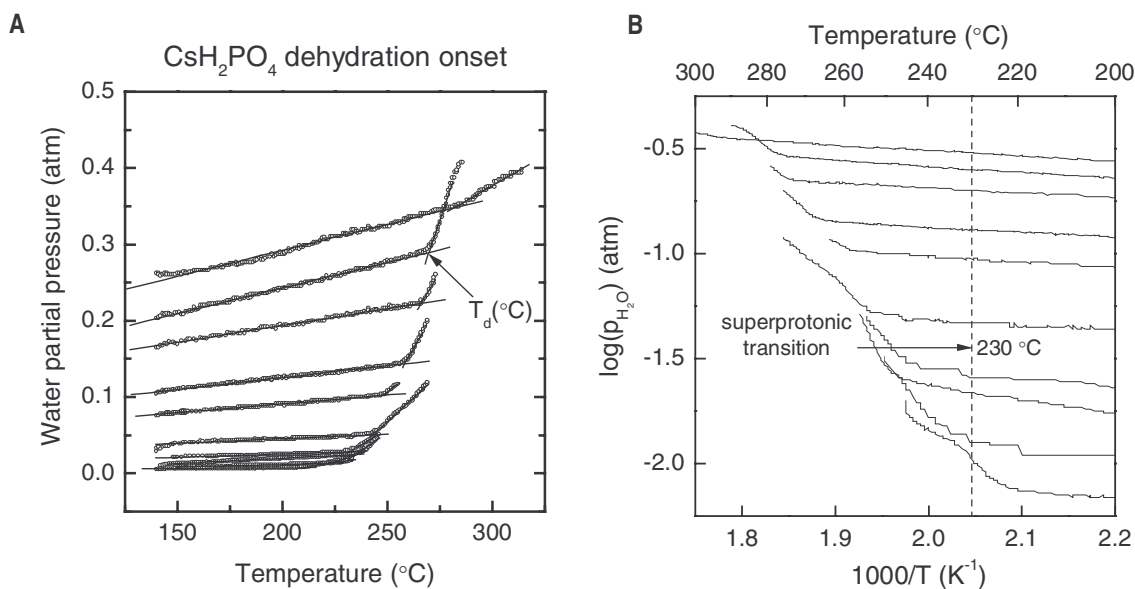 A
CsH₂PO₄ dehydration onset
0.5
0.4
0.3
0.2
0.1
0.0
Water partial pressure (atm)
T_d(°C)
150 200 250 300
Temperature (°C)
B
Temperature (°C)
300 280 260 240 220 200
-0.5
-1.0
-1.5
-2.0
log(p_H₂O) (atm)
superprotonic
transition
230 °C
1.8 1.9 2.0 2.1 2.2
1000/T (K⁻¹)